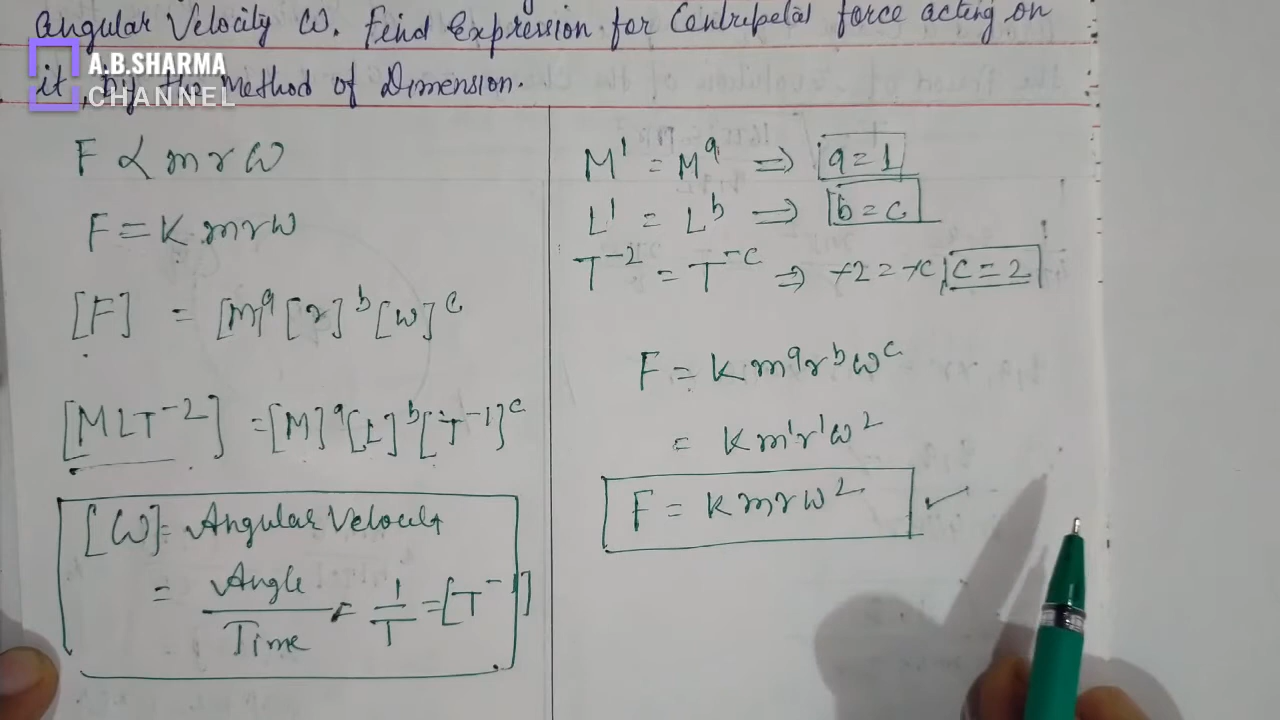 angular Velocity ω. Find Expression for Centripetal force acting on
it, by the Method of Dimension.
A.B.SHARMA
CHANNEL
F ∝ m r ω
F = K m r ω
[F] = [M]^a [r]^b [ω]^c
[MLT^-2] = [M]^a [L]^b [T^-1]^c
[ω] = Angular Velocity
= Angle / Time = 1/T = [T^-1]
M^1 = M^a ⇒ a = 1
L^1 = L^b ⇒ b = c
T^-2 = T^-c ⇒ -2 = -c, c = 2
F = K m^a r^b ω^c
= K m^1 r^1 ω^2
F = K m r ω^2 ✓